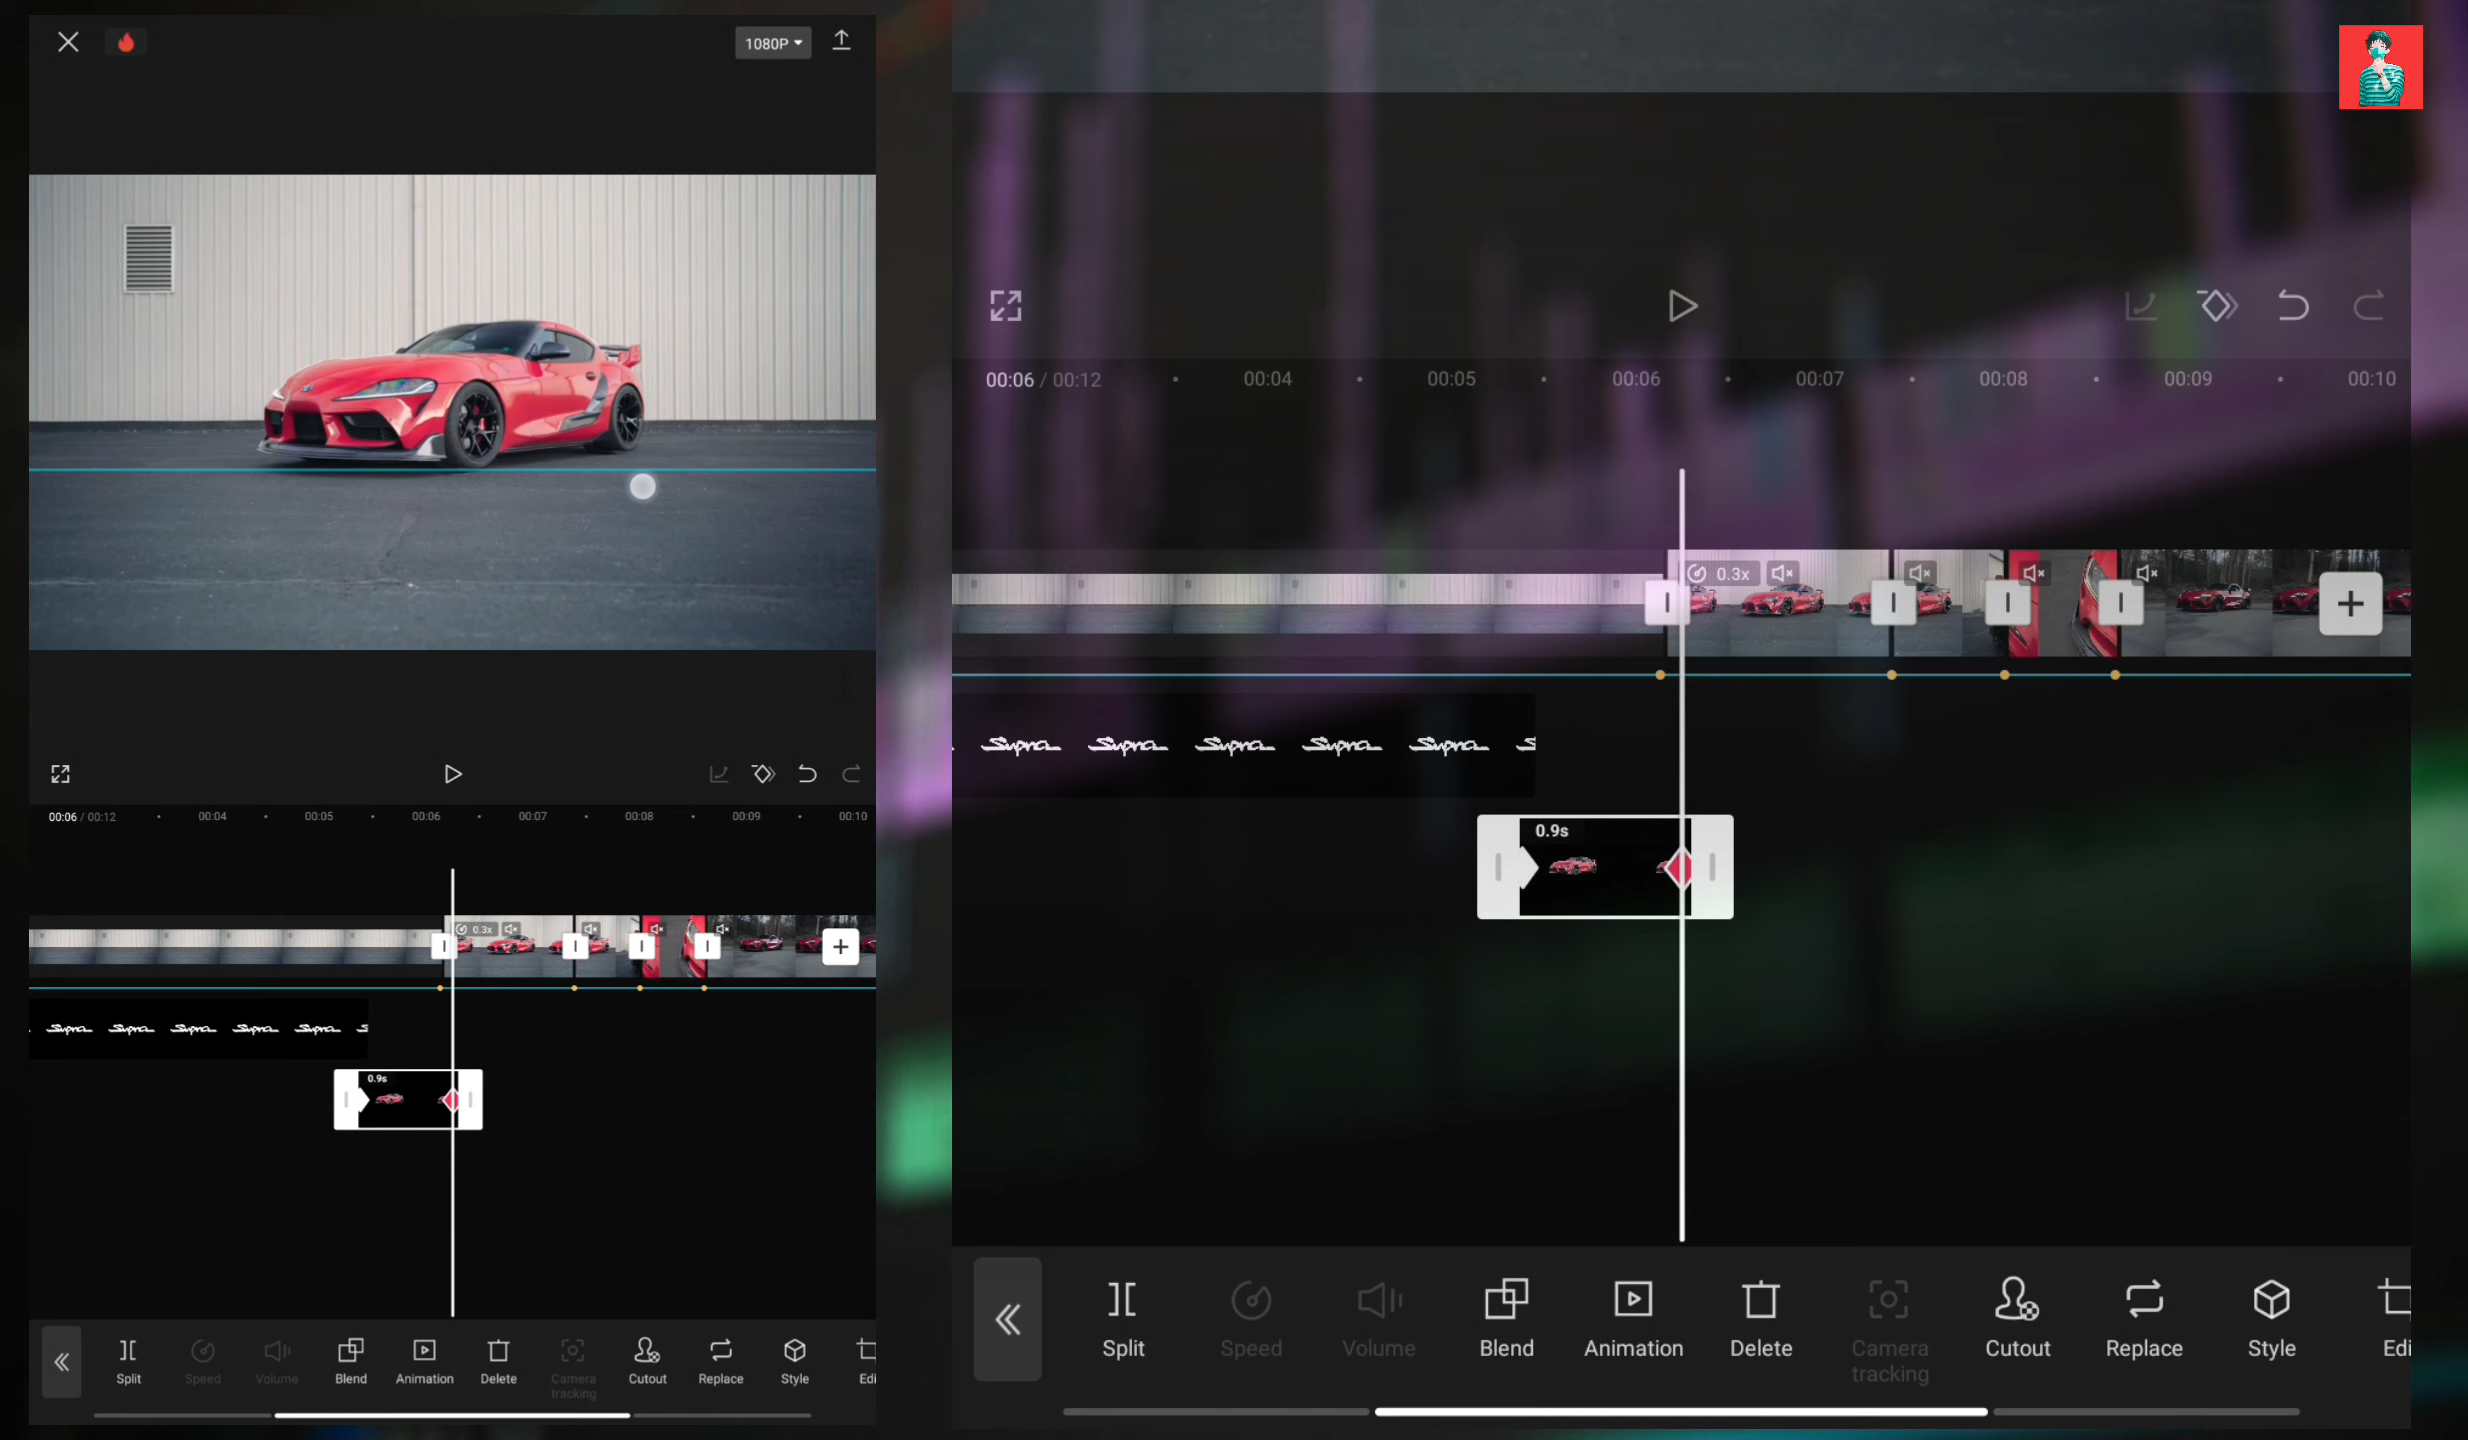 1080P
00:06 / 00:12
00:04
00:05
00:06
00:07
00:08
00:09
00:10
0.3x
Supra Supra Supra Supra Supra S
0.9s
Split
Speed
Volume
Blend
Animation
Delete
Camera
tracking
Cutout
Replace
Style
Edi
00:06 / 00:12
00:04
00:05
00:06
00:07
00:08
00:09
00:10
0.3x
Supra Supra Supra Supra Supra S
0.9s
Split
Speed
Volume
Blend
Animation
Delete
Camera
tracking
Cutout
Replace
Style
Edi